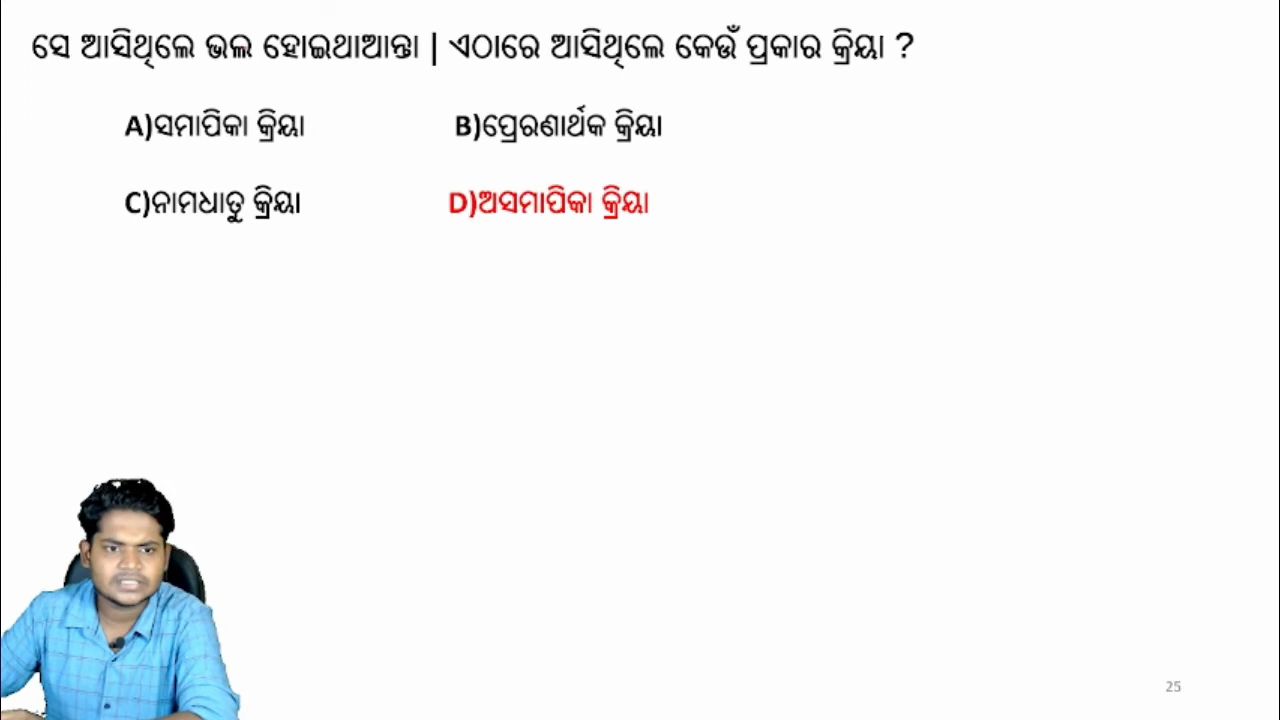 ସେ ଆସିଥିଲେ ଭଲ ହୋଇଥାଆନ୍ତା | ଏଠାରେ ଆସିଥିଲେ କେଉଁ ପ୍ରକାର କ୍ରିୟା ?
A)ସମାପିକା କ୍ରିୟା B)ପ୍ରେରଣାର୍ଥକ କ୍ରିୟା
C)ନାମଧାତୁ କ୍ରିୟା D)ଅସମାପିକା କ୍ରିୟା
25